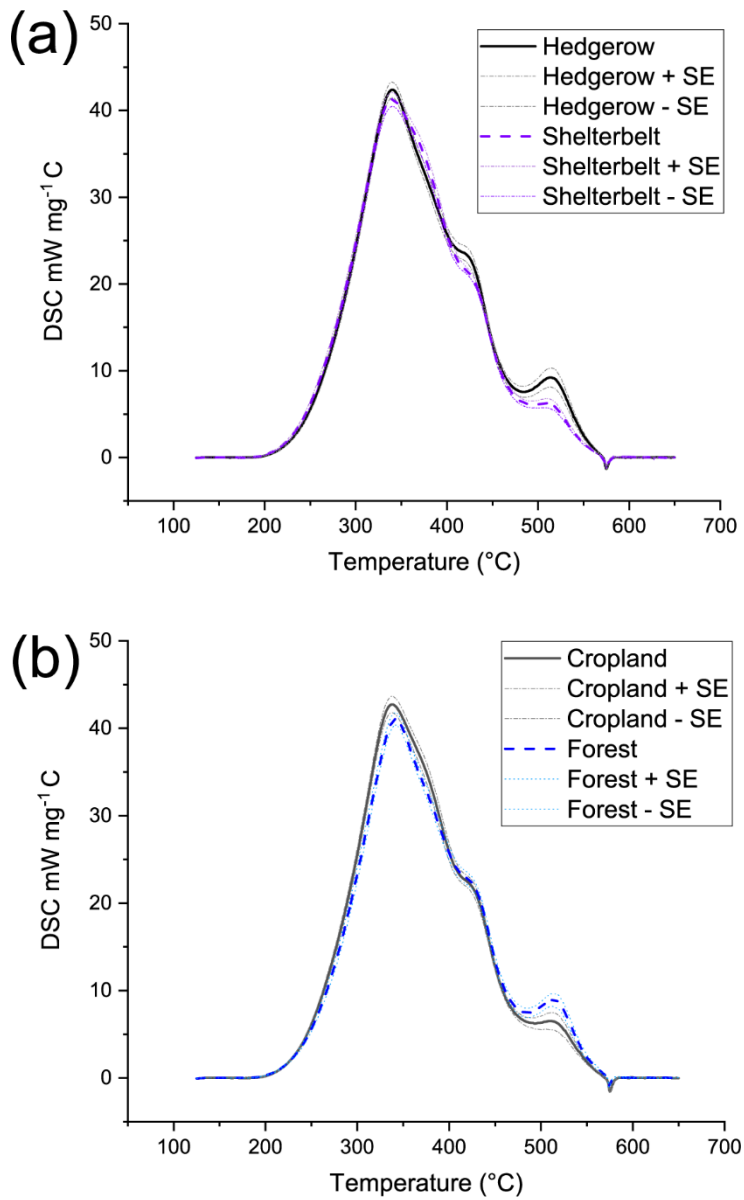 (a)
50
40
30
20
10
0
DSC mW mg⁻¹ C
Hedgerow
Hedgerow + SE
Hedgerow - SE
Shelterbelt
Shelterbelt + SE
Shelterbelt - SE
100 200 300 400 500 600 700
Temperature (°C)
(b)
50
40
30
20
10
0
DSC mW mg⁻¹ C
Cropland
Cropland + SE
Cropland - SE
Forest
Forest + SE
Forest - SE
100 200 300 400 500 600 700
Temperature (°C)